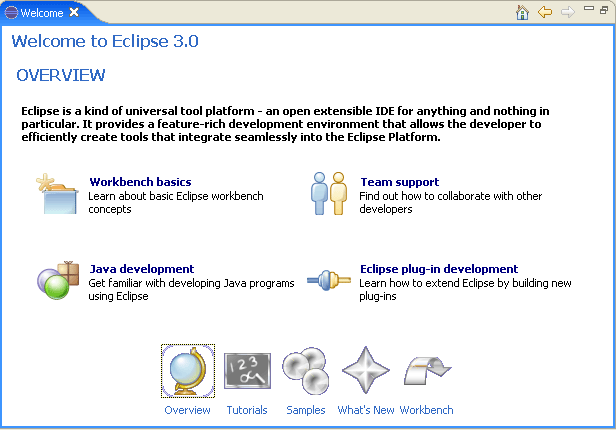 Welcome
Welcome to Eclipse 3.0
OVERVIEW
Eclipse is a kind of universal tool platform - an open extensible IDE for anything and nothing in
particular. It provides a feature-rich development environment that allows the developer to
efficiently create tools that integrate seamlessly into the Eclipse Platform.
Workbench basics
Learn about basic Eclipse workbench
concepts
Team support
Find out how to collaborate with other
developers
Java development
Get familiar with developing Java programs
using Eclipse
Eclipse plug-in development
Learn how to extend Eclipse by building new
plug-ins
123
Overview Tutorials Samples What's New Workbench